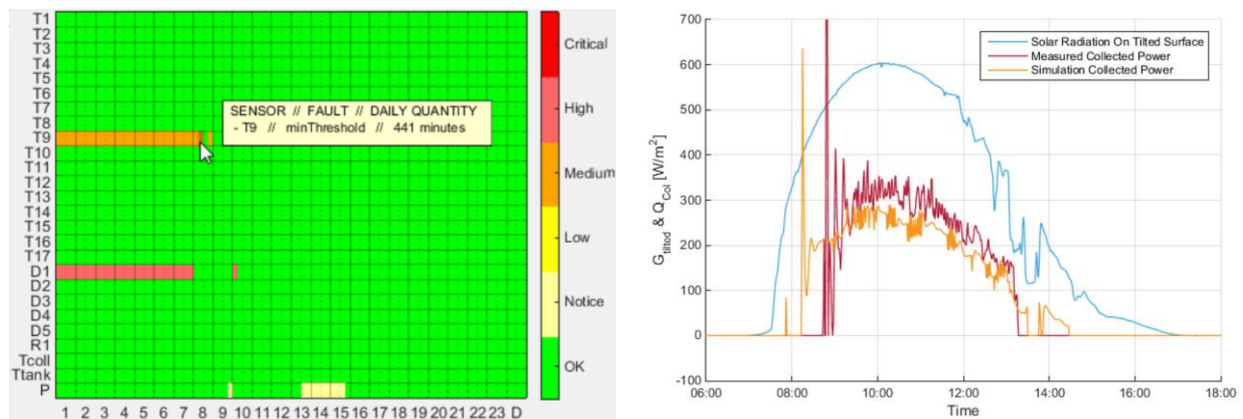 T1
T2
T3
T4
T5
T6
T7
T8
T9
T10
T11
T12
T13
T14
T15
T16
T17
D1
D2
D3
D4
D5
R1
Tcoll
Ttank
P
1 2 3 4 5 6 7 8 9 10 11 12 13 14 15 16 17 18 19 20 21 22 23 D
SENSOR // FAULT // DAILY QUANTITY
- T9 // minThreshold // 441 minutes
Critical
High
Medium
Low
Notice
OK
G tilted & Q Col [W/m²]
700
600
500
400
300
200
100
0
-100
Solar Radiation On Tilted Surface
Measured Collected Power
Simulation Collected Power
06:00 08:00 10:00 12:00 14:00 16:00 18:00
Time